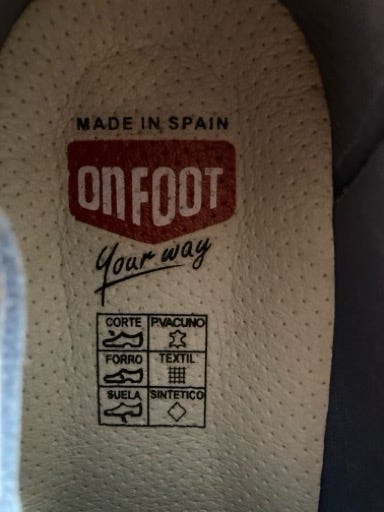 MADE IN SPAIN
ONFOOT
Your way
CORTE P.VACUNO
FORRO TEXTIL
SUELA SINTETICO